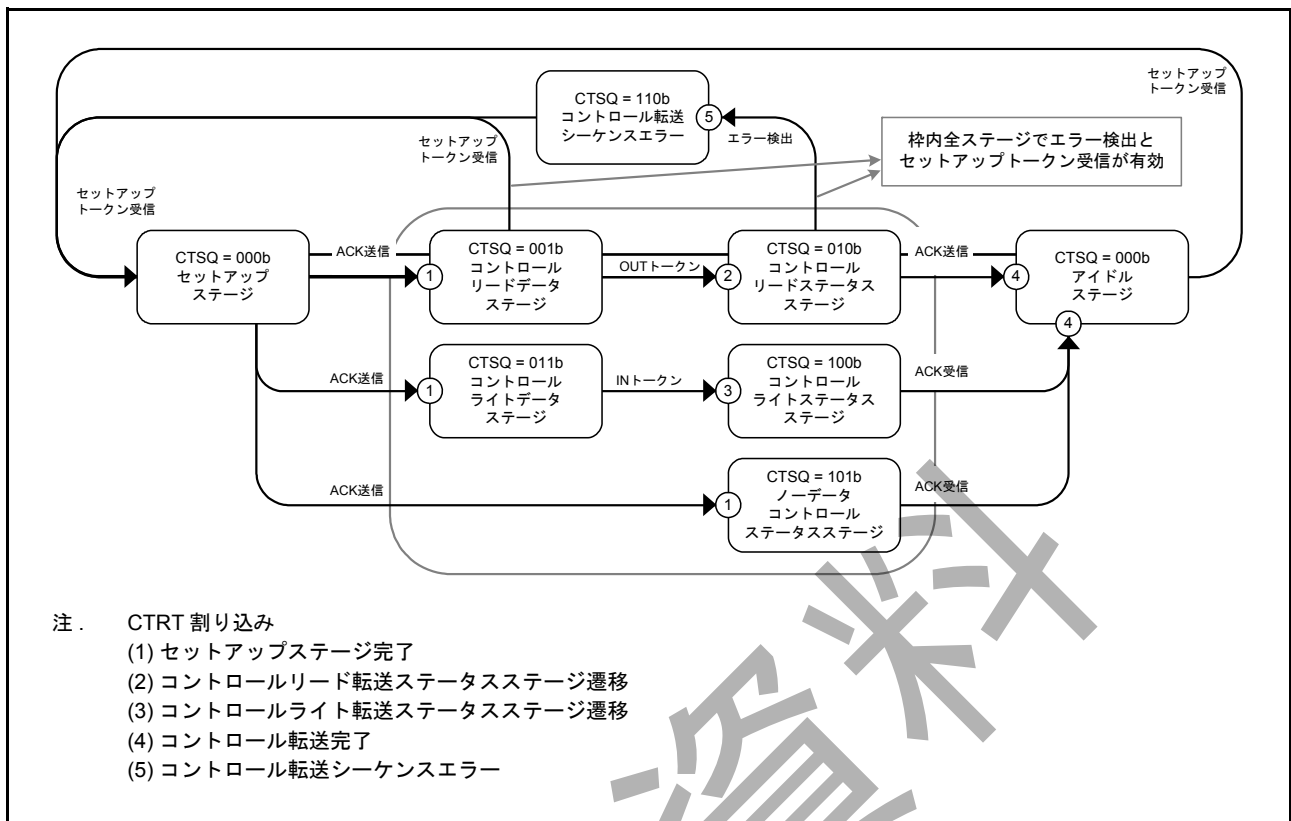 セットアップ
トークン受信
CTSQ = 110b
コントロール転送
シーケンスエラー
5
エラー検出
セットアップ
トークン受信
枠内全ステージでエラー検出と
セットアップトークン受信が有効
セットアップ
トークン受信
CTSQ = 000b
セットアップ
ステージ
ACK送信
1
CTSQ = 001b
コントロール
リードデータ
ステージ
OUTトークン
2
CTSQ = 010b
コントロール
リードステータス
ステージ
ACK送信
4
CTSQ = 000b
アイドル
ステージ
4
ACK送信
1
CTSQ = 011b
コントロール
ライトデータ
ステージ
INトークン
3
CTSQ = 100b
コントロール
ライトステータス
ステージ
ACK受信
ACK送信
1
CTSQ = 101b
ノーデータ
コントロール
ステータスステージ
ACK受信
注 . CTRT 割り込み
(1) セットアップステージ完了
(2) コントロールリード転送ステータスステージ遷移
(3) コントロールライト転送ステータスステージ遷移
(4) コントロール転送完了
(5) コントロール転送シーケンスエラー
資料